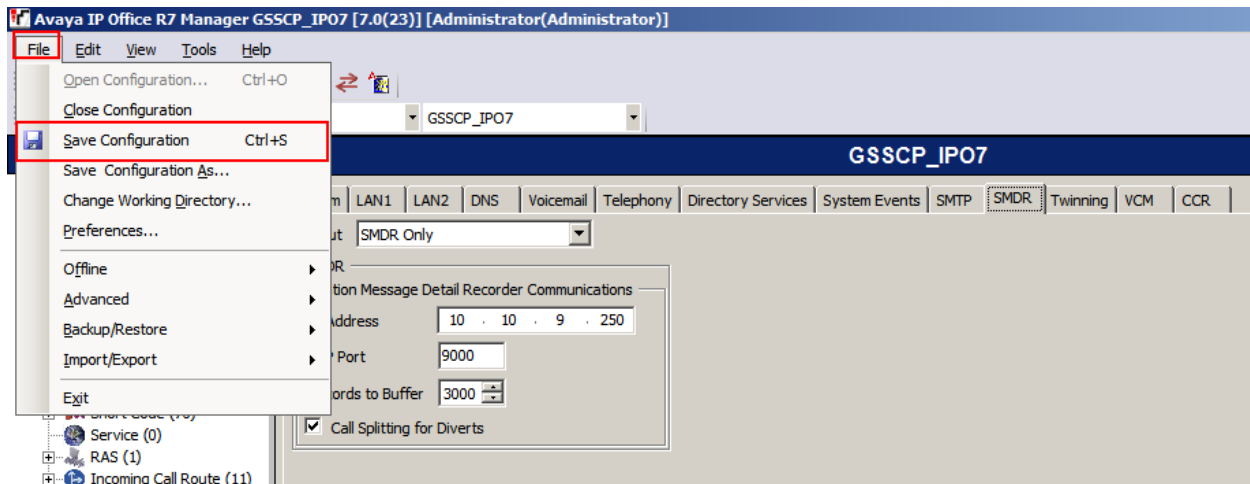 Avaya IP Office R7 Manager GSSCP_IPO7 [7.0(23)] [Administrator(Administrator)]
File Edit View Tools Help
Open Configuration... Ctrl+O
Close Configuration
Save Configuration Ctrl+S
Save Configuration As...
Change Working Directory...
Preferences...
Offline
Advanced
Backup/Restore
Import/Export
Exit
GSSCP_IPO7
GSSCP_IPO7
LAN1 LAN2 DNS Voicemail Telephony Directory Services System Events SMTP SMDR Twinning VCM CCR
SMDR Only
Message Detail Recorder Communications
10 . 10 . 9 . 250
Port 9000
to Buffer 3000
Call Splitting for Diverts
Service (0)
RAS (1)
Incoming Call Route (11)